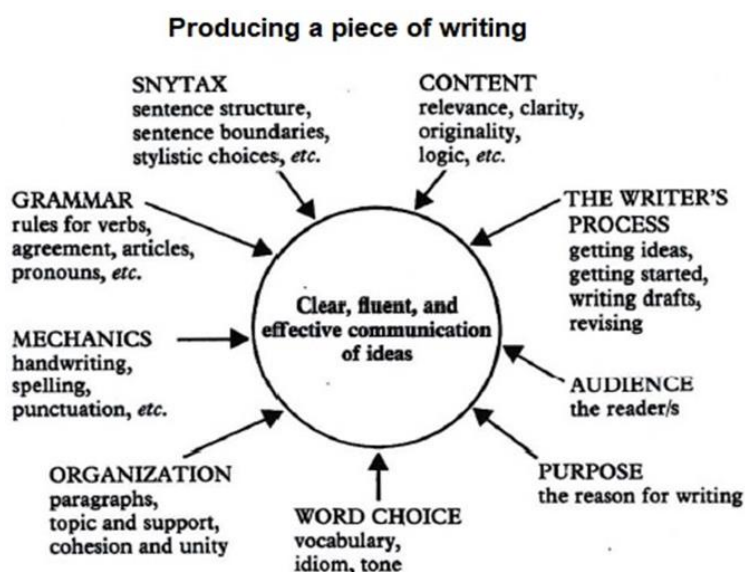 Producing a piece of writing
SNYTAX
sentence structure,
sentence boundaries,
stylistic choices, etc.
CONTENT
relevance, clarity,
originality,
logic, etc.
GRAMMAR
rules for verbs,
agreement, articles,
pronouns, etc.
THE WRITER'S
PROCESS
getting ideas,
getting started,
writing drafts,
revising
Clear, fluent, and
effective communication
of ideas
MECHANICS
handwriting,
spelling,
punctuation, etc.
AUDIENCE
the reader/s
ORGANIZATION
paragraphs,
topic and support,
cohesion and unity
WORD CHOICE
vocabulary,
idiom, tone
PURPOSE
the reason for writing